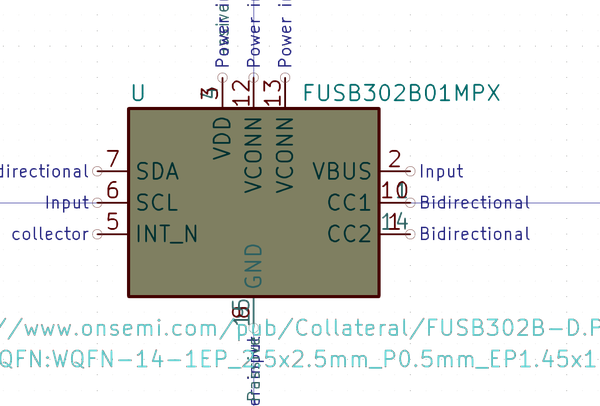 Power i
Power i
U
FUSB302B01MPX
12
13
VDD
VCONN
VCONN
directional
7
SDA
VBUS
2
Input
Input
6
SCL
CC1
10
Bidirectional
collector
5
INT_N
CC2
Bidirectional
GND
//www.onsemi.com/pub/Collateral/FUSB302B-D.P
QFN:WQFN-14-1EP_2.5x2.5mm_P0.5mm_EP1.45x1